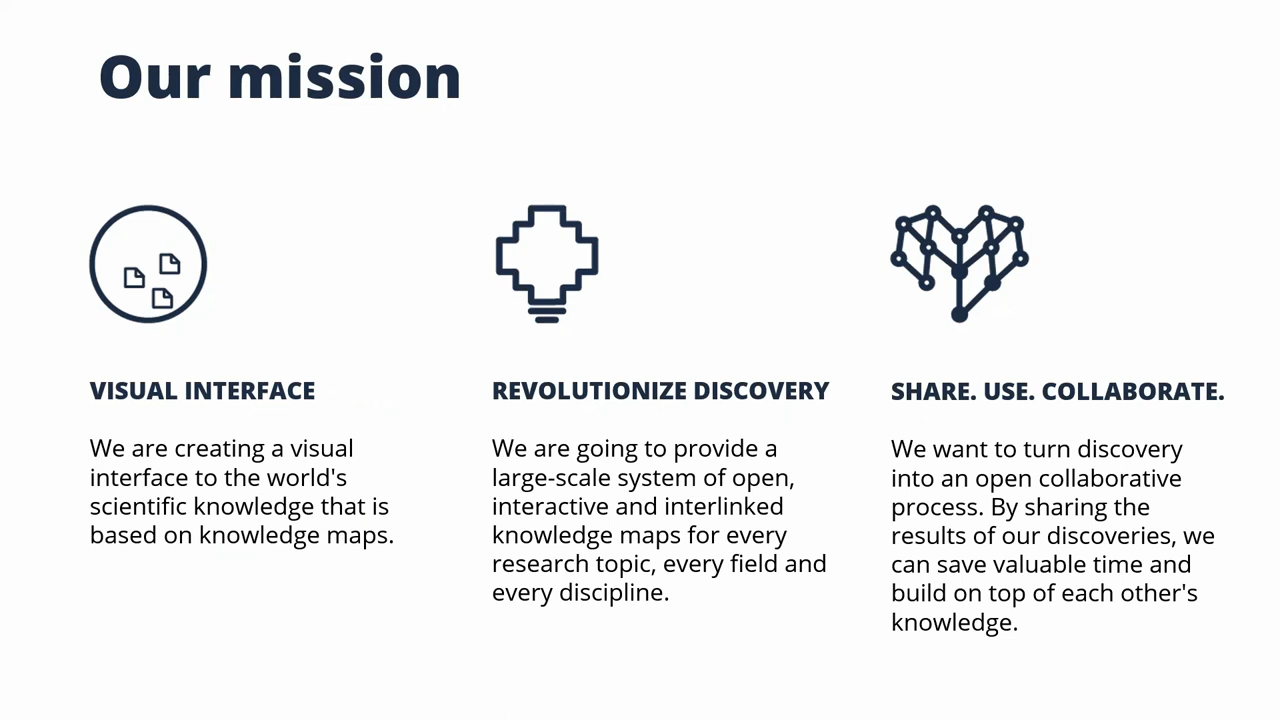 Our mission
VISUAL INTERFACE
We are creating a visual
interface to the world's
scientific knowledge that is
based on knowledge maps.
REVOLUTIONIZE DISCOVERY
We are going to provide a
large-scale system of open,
interactive and interlinked
knowledge maps for every
research topic, every field and
every discipline.
SHARE. USE. COLLABORATE.
We want to turn discovery
into an open collaborative
process. By sharing the
results of our discoveries, we
can save valuable time and
build on top of each other's
knowledge.